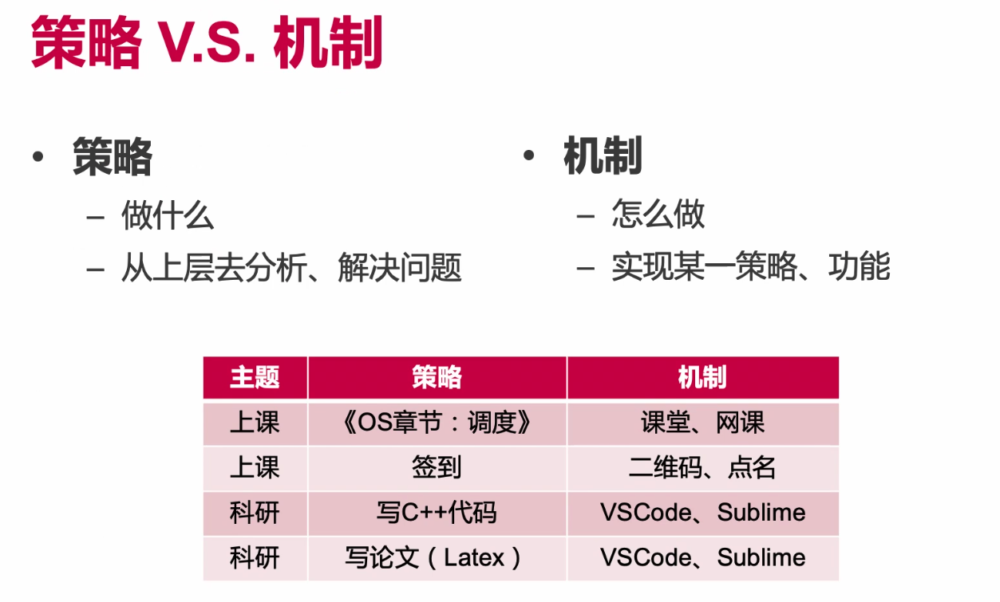 策略 V.S. 机制
• 策略
– 做什么
– 从上层去分析、解决问题
• 机制
– 怎么做
– 实现某一策略、功能
主题 策略 机制
上课 《OS章节：调度》 课堂、网课
上课 签到 二维码、点名
科研 写C++代码 VSCode、Sublime
科研 写论文（Latex） VSCode、Sublime